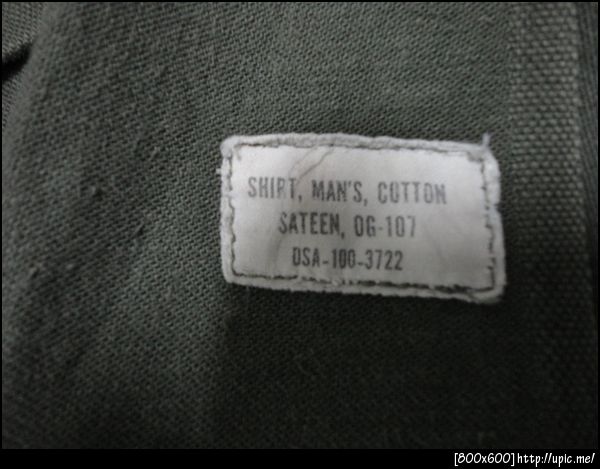 SHIRT, MAN'S, COTTON
SATEEN, OG-107
DSA-100-3722
[800x600]http://upic.me/